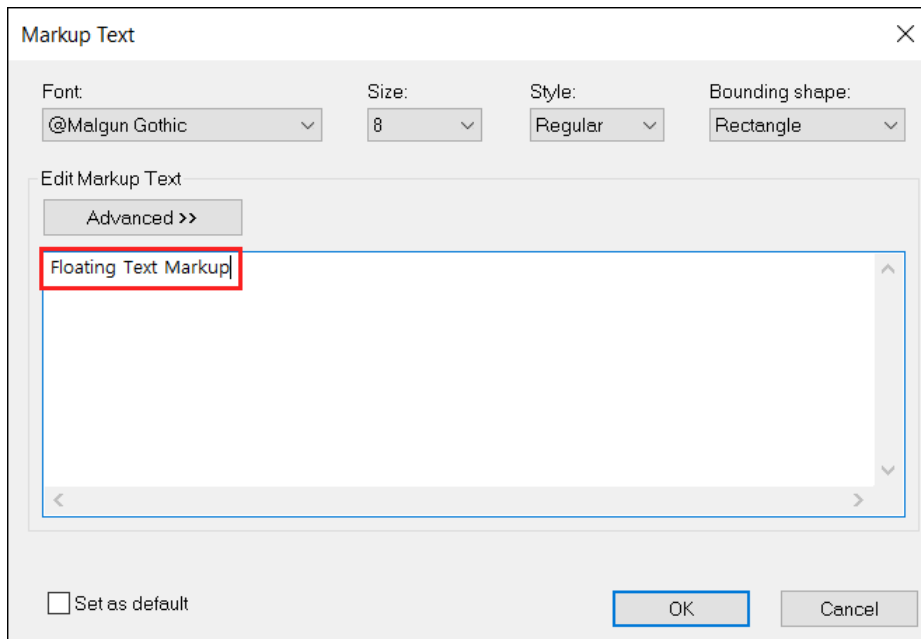 Markup Text
Font: Size: Style: Bounding shape:
@Malgun Gothic 8 Regular Rectangle
Edit Markup Text
Advanced >>
Floating Text Markup
Set as default OK Cancel